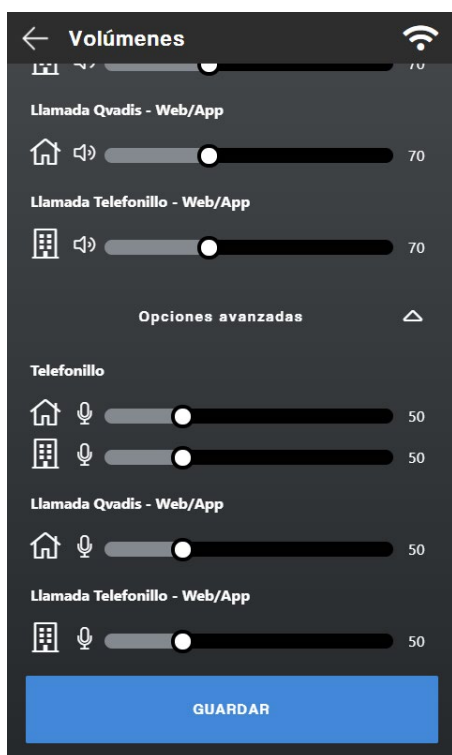 Volúmenes
70
Llamada Qvadis - Web/App
70
Llamada Telefonillo - Web/App
70
Opciones avanzadas
Telefonillo
50
50
Llamada Qvadis - Web/App
50
Llamada Telefonillo - Web/App
50
GUARDAR